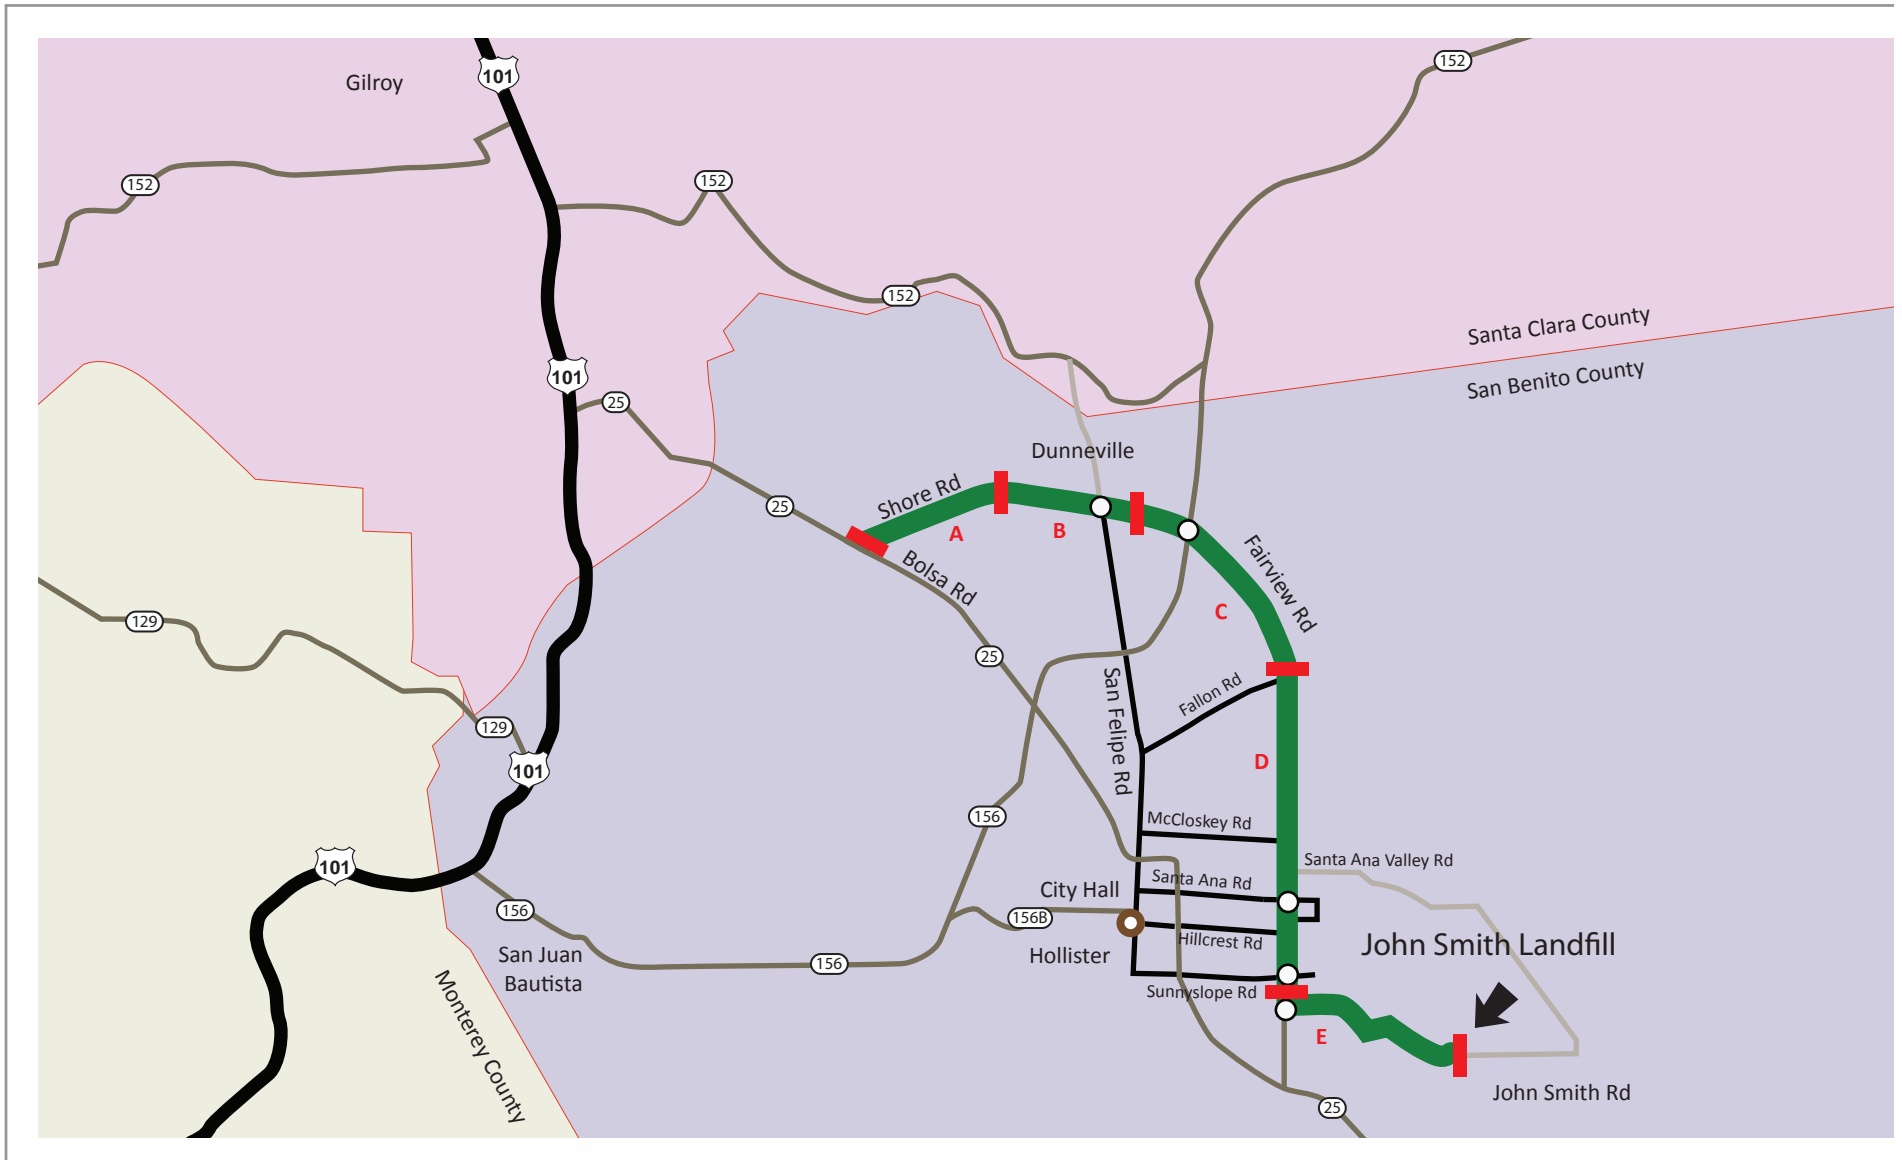 152
101
Gilroy
152
152
152
Santa Clara County
San Benito County
101
25
Dunneville
Shore Rd
25
A
B
Fairview Rd
Bolsa Rd
C
129
25
San Felipe Rd
Fallon Rd
129
D
101
156
McCloskey Rd
Santa Ana Valley Rd
101
Santa Ana Rd
City Hall
156
156B
Hillcrest Rd
John Smith Landfill
San Juan
Bautista
156
Hollister
Sunnyslope Rd
Monterey County
E
John Smith Rd
25